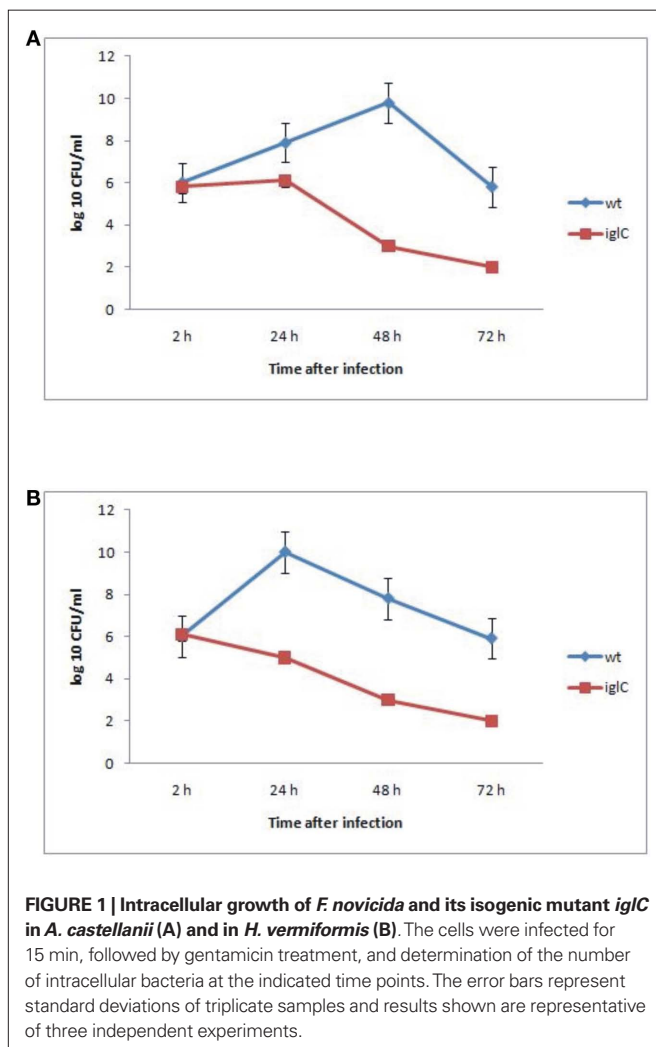 A
12
10
8
6
4
2
0
log 10 CFU/ml
2 h
24 h
48 h
72 h
Time after infection
wt
iglC
B
12
10
8
6
4
2
0
log 10 CFU/ml
2 h
24 h
48 h
72 h
Time after infection
wt
iglC
FIGURE 1 | Intracellular growth of F. novicida and its isogenic mutant iglC
in A. castellanii (A) and in H. vermiformis (B). The cells were infected for
15 min, followed by gentamicin treatment, and determination of the number
of intracellular bacteria at the indicated time points. The error bars represent
standard deviations of triplicate samples and results shown are representative
of three independent experiments.